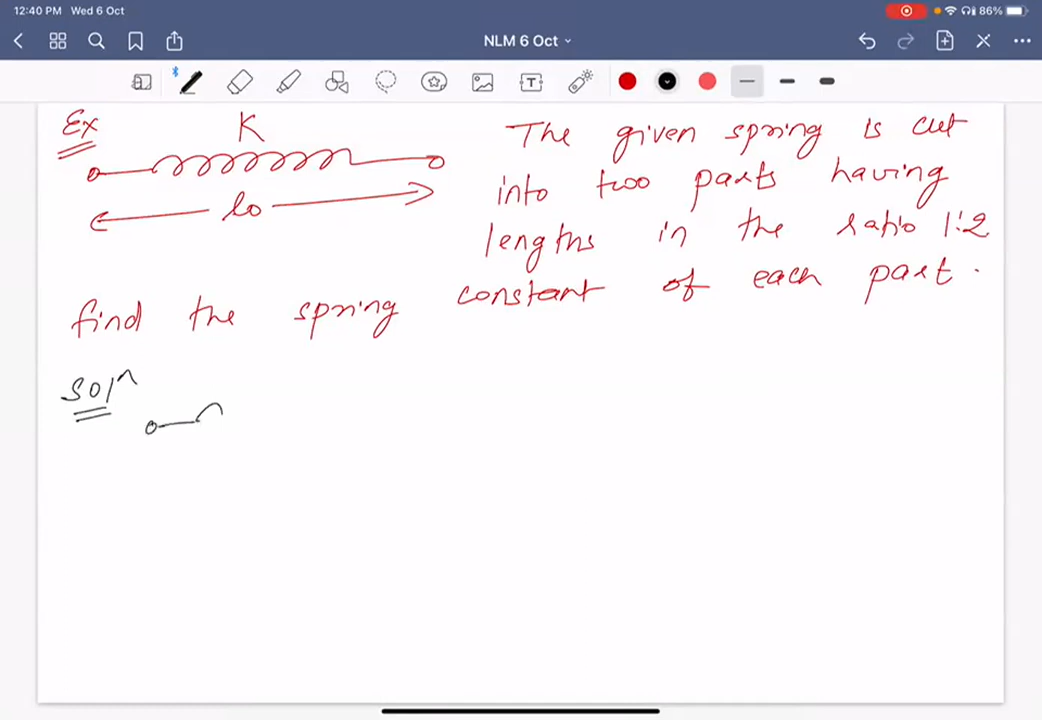 12:40 PM Wed 6 Oct
86%
NLM 6 Oct
Ex
K
The given spring is cut
into two parts having
lo
lengths in the ratio 1:2
find the spring constant of each part.
Soln